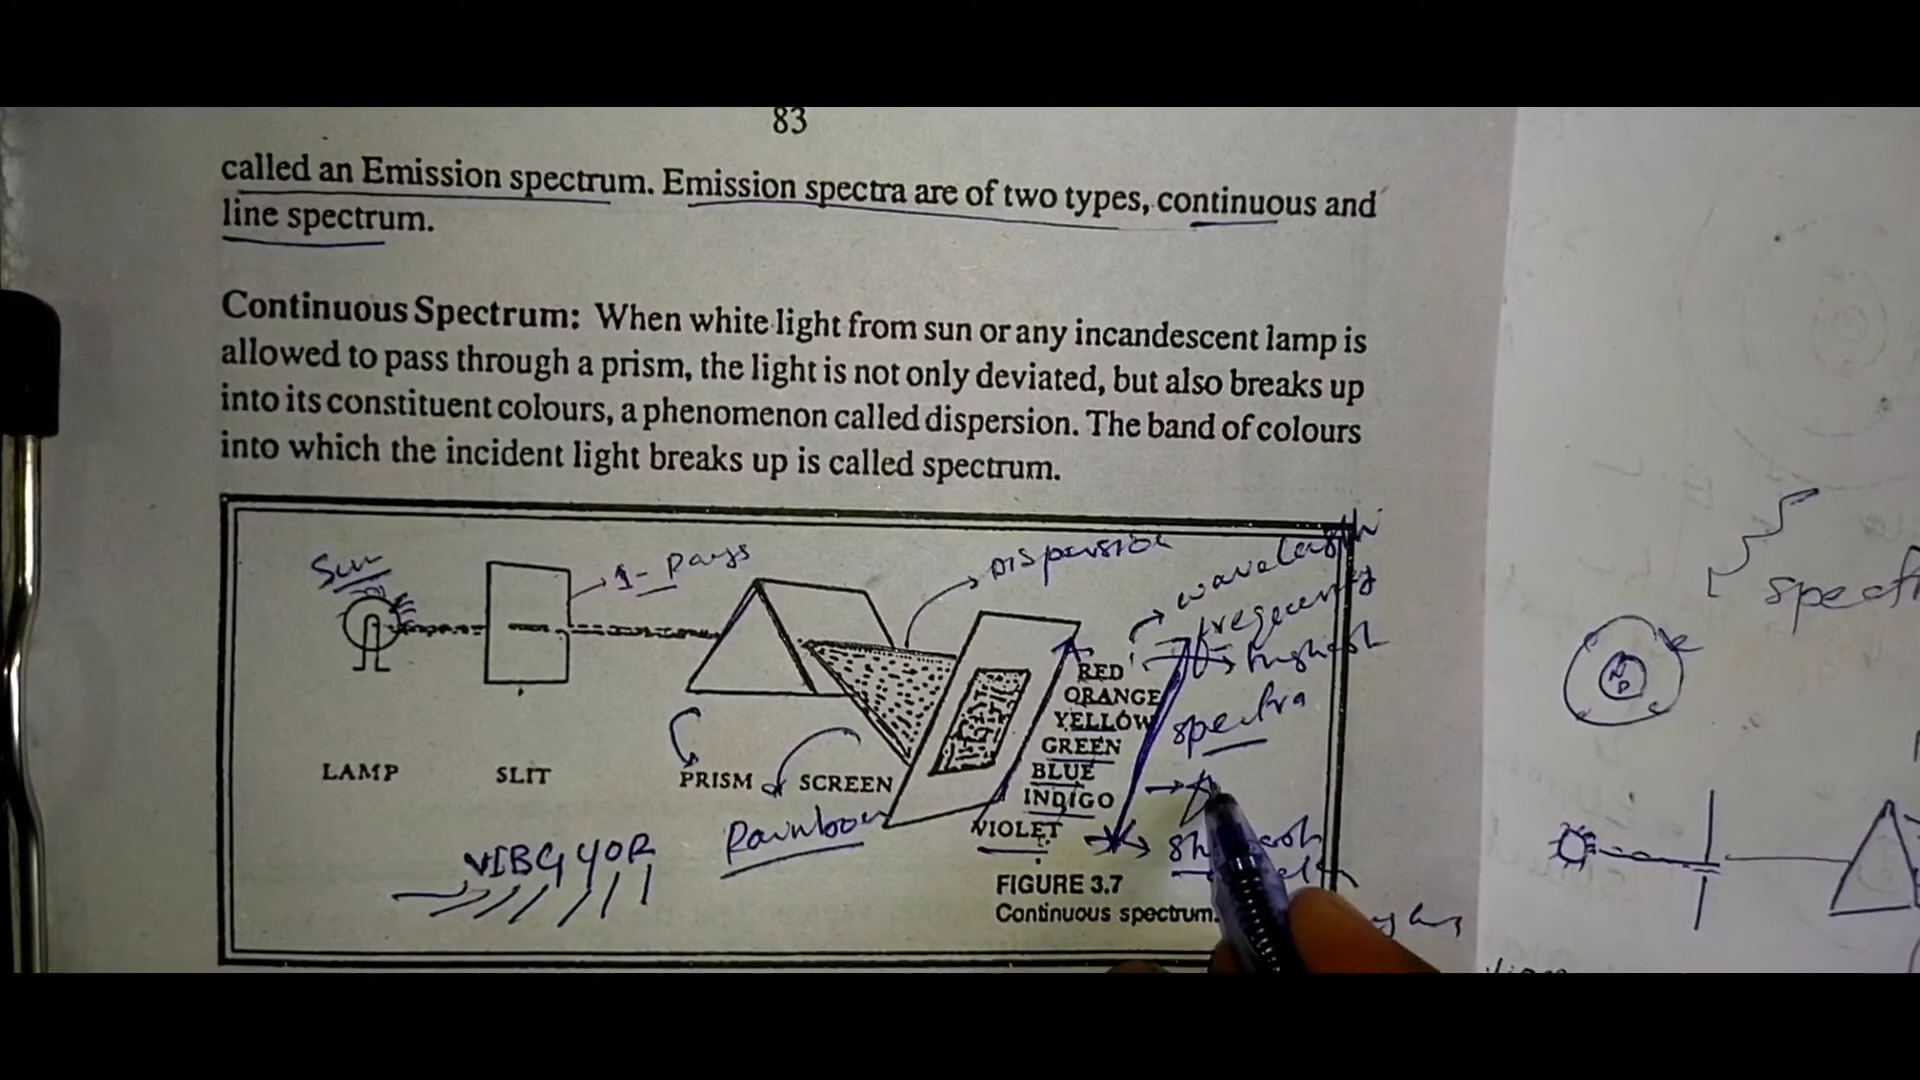 83
called an Emission spectrum. Emission spectra are of two types, continuous and
line spectrum.
Continuous Spectrum: When white light from sun or any incandescent lamp is
allowed to pass through a prism, the light is not only deviated, but also breaks up
into its constituent colours, a phenomenon called dispersion. The band of colours
into which the incident light breaks up is called spectrum.
Sun
Dispersion
RED
ORANGE
YELLOW
GREEN
BLUE
INDIGO
VIOLET
spectra
LAMP
SLIT
PRISM
SCREEN
Rainbow
VIBGYOR
FIGURE 3.7
Continuous spectrum.